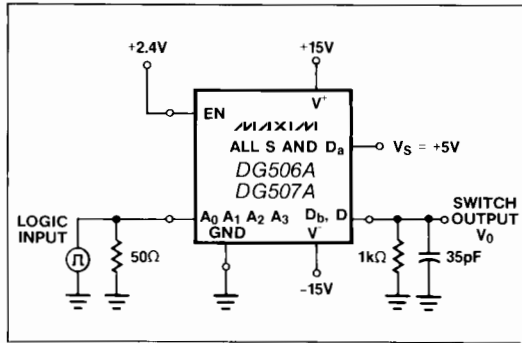 +2.4V
+15V
EN
V+
MAXIM
ALL S AND Da
VS = +5V
DG506A
DG507A
LOGIC
INPUT
50Ω
A0 A1 A2 A3
Db, D
GND
V-
SWITCH
OUTPUT
V0
1kΩ
35pF
-15V